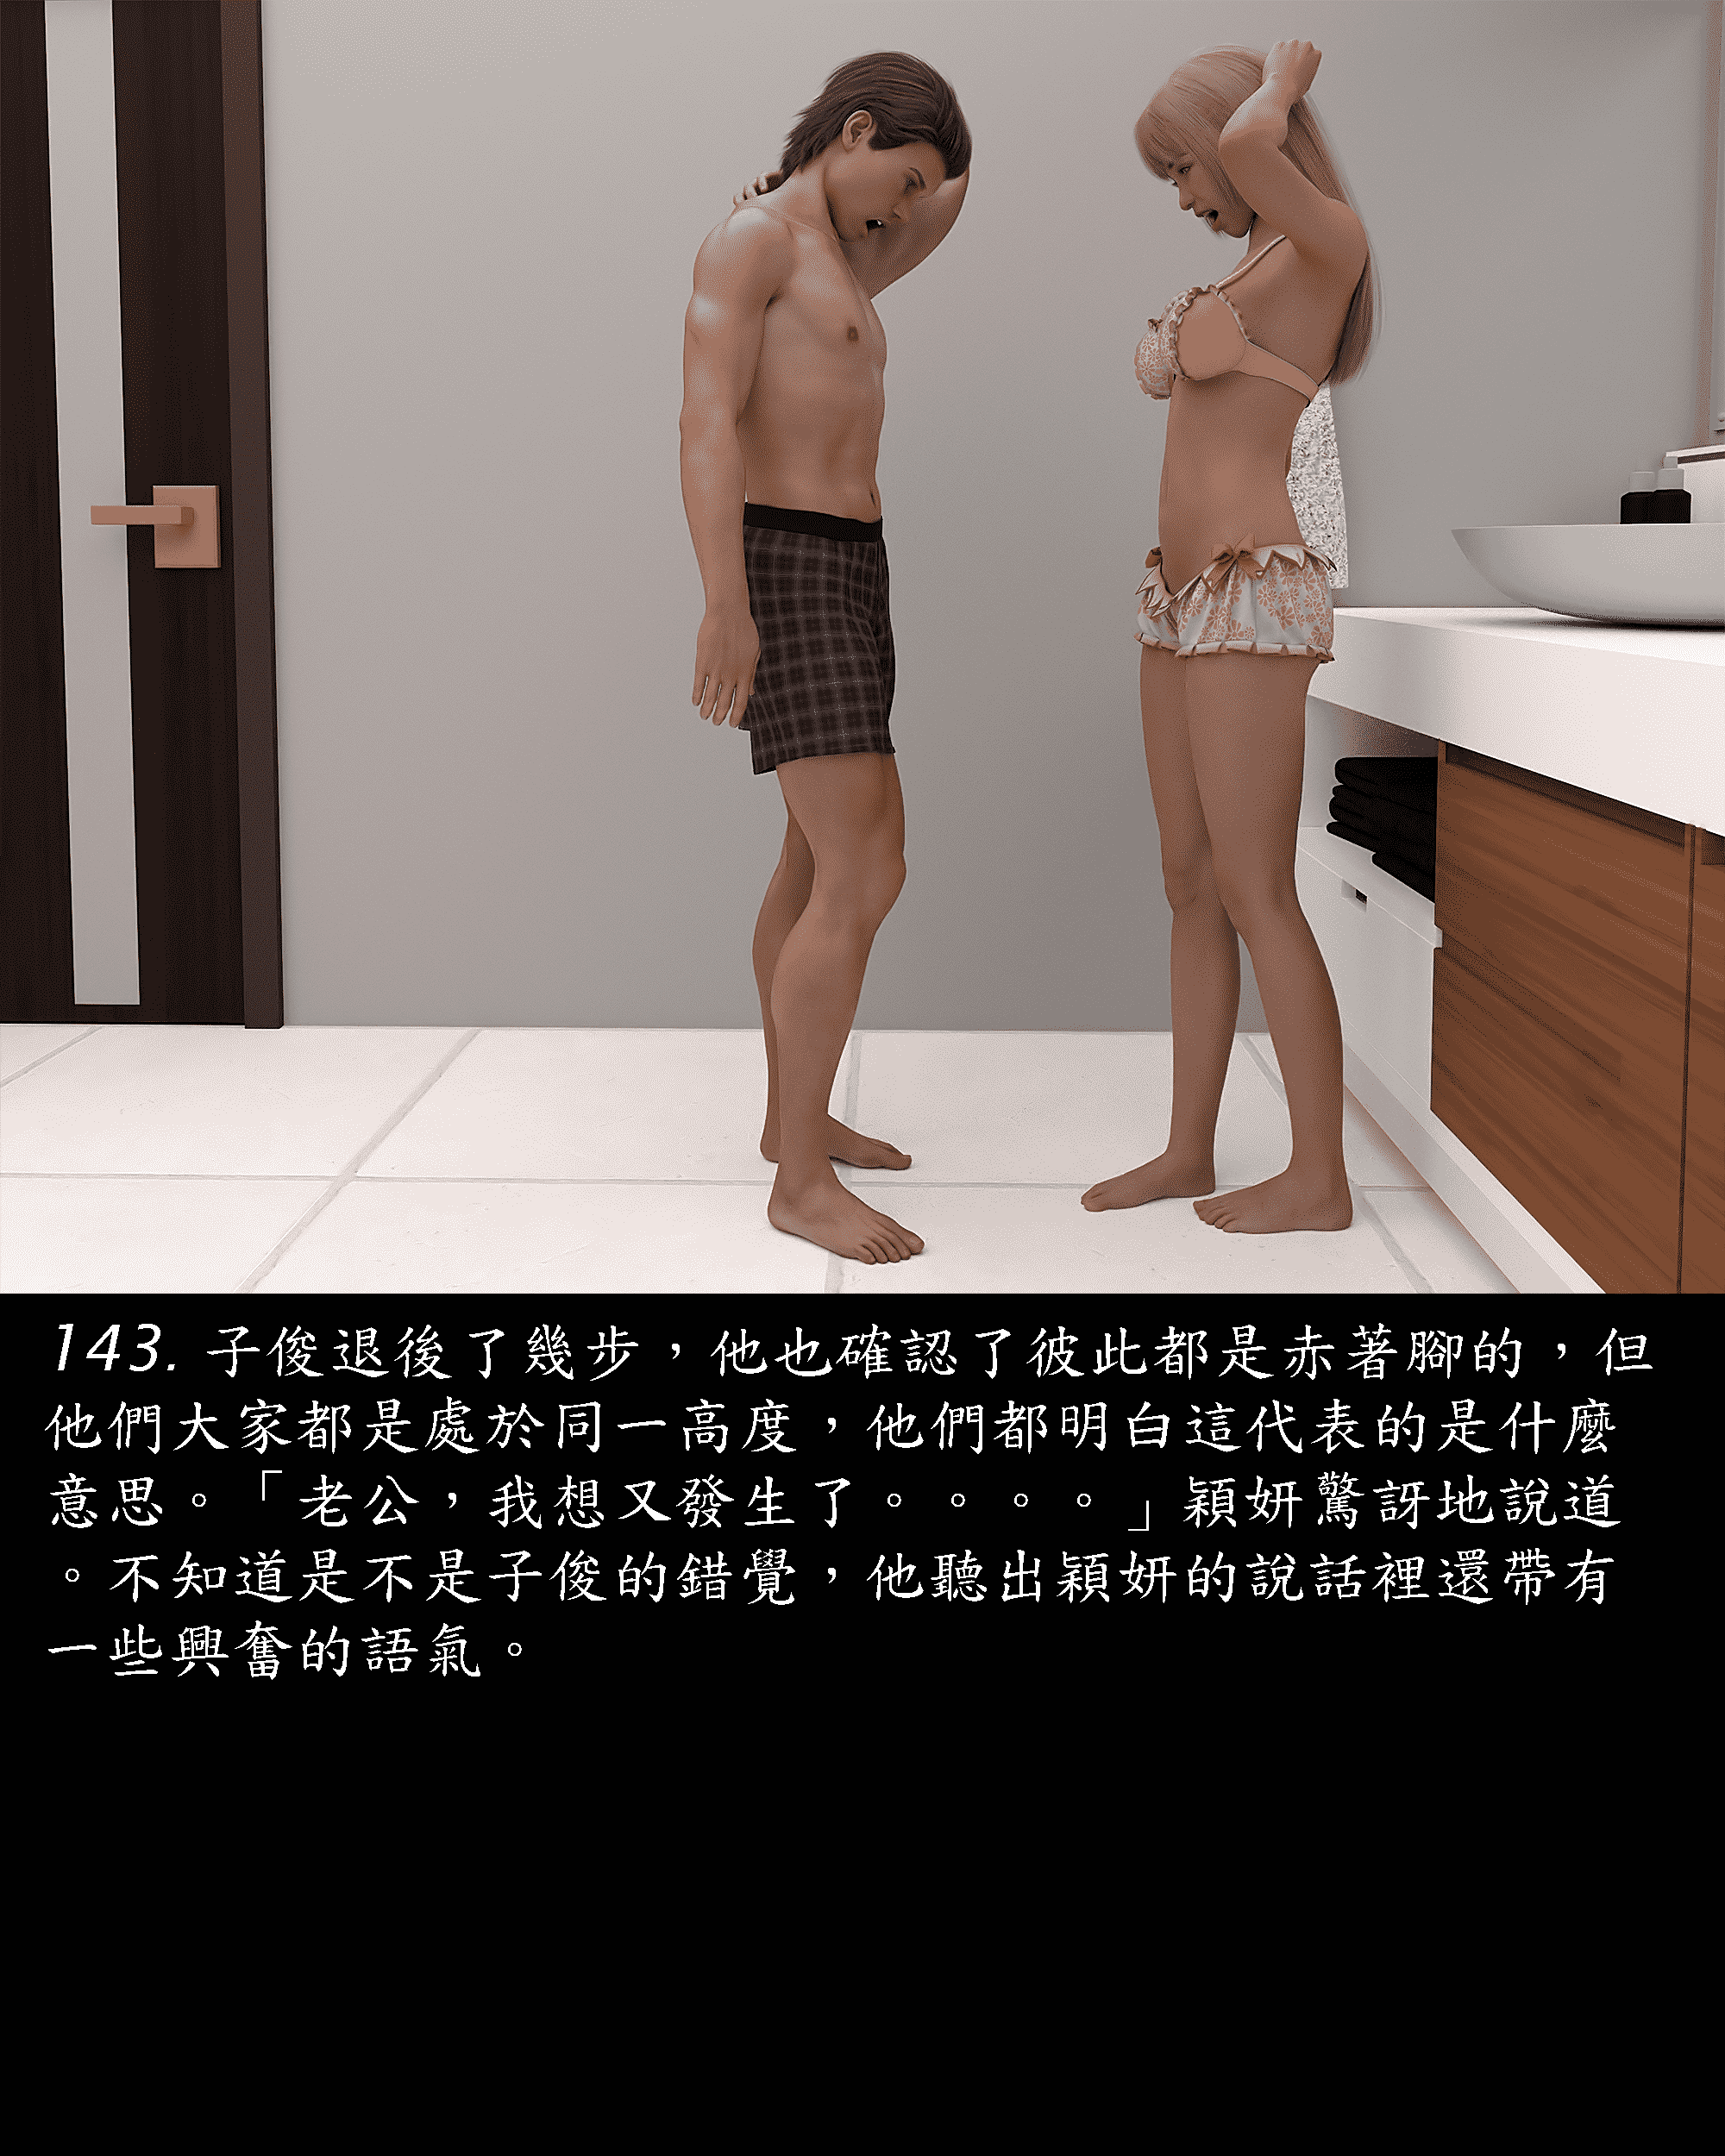 143. 子俊退後了幾步，他也確認了彼此都是赤著腳的，但
他們大家都是處於同一高度，他們都明白這代表的是什麼
意思。「老公，我想又發生了。。。。」穎妍驚訝地說道
。不知道是不是子俊的錯覺，他聽出穎妍的說話裡還帶有
一些興奮的語氣。